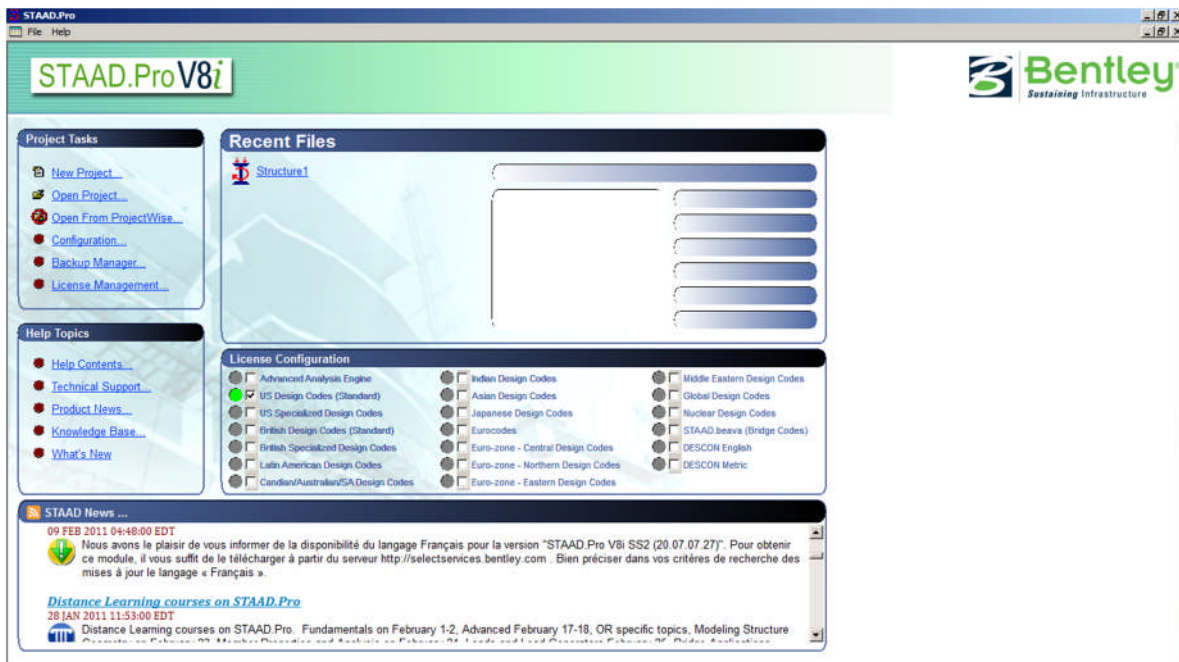 STAAD.Pro
File Help
STAAD.Pro V8i
Bentley
Sustaining Infrastructure
Project Tasks
New Project...
Open Project...
Open From ProjectWise...
Configuration...
Backup Manager...
License Management...
Recent Files
Structure1
Help Topics
Help Contents...
Technical Support...
Product News...
Knowledge Base...
What's New
License Configuration
Advanced Analysis Engine
US Design Codes (Standard)
US Specialized Design Codes
British Design Codes (Standard)
British Specialized Design Codes
Latin American Design Codes
Candian/Australian/SA Design Codes
Indian Design Codes
Asian Design Codes
Japanese Design Codes
Eurocodes
Euro-zone - Central Design Codes
Euro-zone - Northern Design Codes
Euro-zone - Eastern Design Codes
Middle Eastern Design Codes
Global Design Codes
Nuclear Design Codes
STAAD.beava (Bridge Codes)
DESCON English
DESCON Metric
STAAD News ...
09 FEB 2011 04:48:00 EDT
Nous avons le plaisir de vous informer de la disponibilité du langage Français pour la version "STAAD.Pro V8i SS2 (20.07.07.27)". Pour obtenir
ce module, il vous suffit de le télécharger à partir du serveur http://selectservices.bentley.com . Bien préciser dans vos critères de recherche des
mises à jour le langage « Français ».
Distance Learning courses on STAAD.Pro
28 JAN 2011 11:53:00 EDT
Distance Learning courses on STAAD.Pro. Fundamentals on February 1-2, Advanced February 17-18, OR specific topics, Modeling Structure